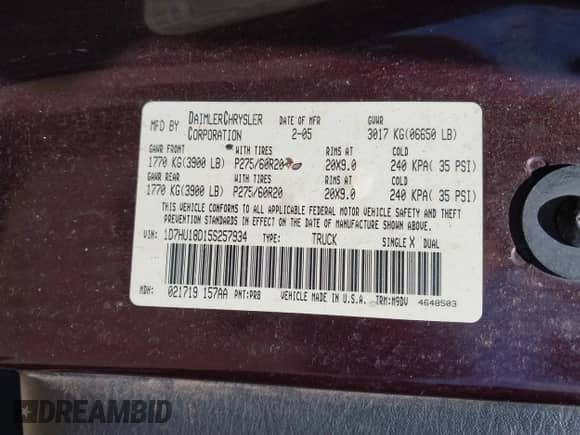 MFD BY DAIMLERCHRYSLER CORPORATION DATE OF MFR 2-05 GVWR 3017 KG(06650 LB)
GAWR FRONT WITH TIRES RIMS AT COLD
1770 KG(3900 LB) P275/60R20 20X9.0 240 KPA( 35 PSI)
GAWR REAR WITH TIRES RIMS AT COLD
1770 KG(3900 LB) P275/60R20 20X9.0 240 KPA( 35 PSI)
THIS VEHICLE CONFORMS TO ALL APPLICABLE FEDERAL MOTOR VEHICLE SAFETY AND THEFT
PREVENTION STANDARDS IN EFFECT ON THE DATE OF MANUFACTURE SHOWN ABOVE.
VIN: 1D7HU18D15S257934 TYPE: TRUCK SINGLE X DUAL
MDH: 021719 157AA PNT:PR8 VEHICLE MADE IN U.S.A. TRM:M9DV 4648503
DREAMBID